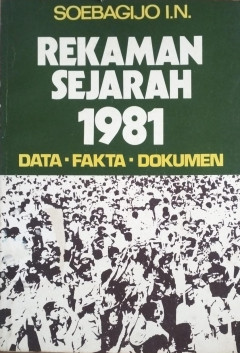 SOEBAGIJO I.N.
REKAMAN
SEJARAH
1981
DATA · FAKTA · DOKUMEN